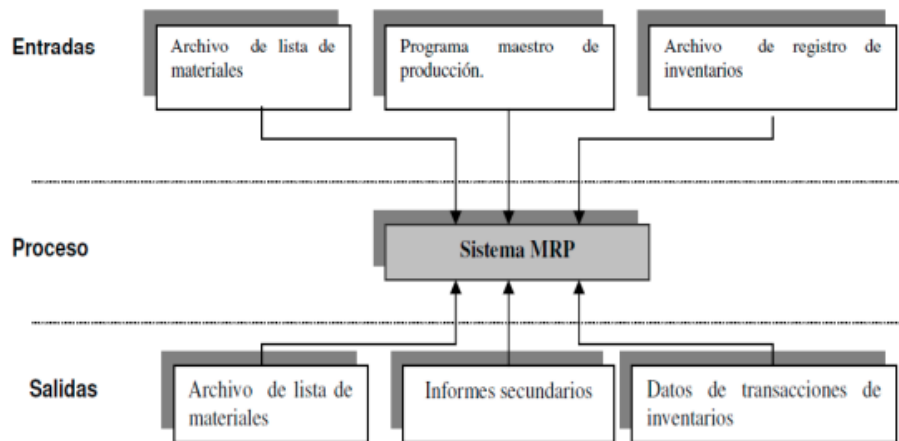 Entradas
Archivo de lista de
materiales
Programa maestro de
producción.
Archivo de registro de
inventarios
Proceso
Sistema MRP
Salidas
Archivo de lista de
materiales
Informes secundarios
Datos de transacciones de
inventarios